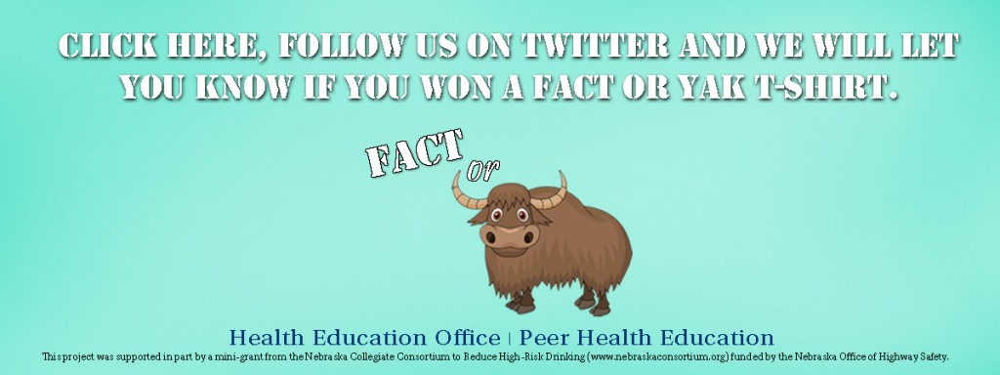 CLICK HERE, FOLLOW US ON TWITTER AND WE WILL LET
YOU KNOW IF YOU WON A FACT OR YAK T-SHIRT.
FACT
or
Health Education Office | Peer Health Education
This project was supported in part by a mini-grant from the Nebraska Collegiate Consortium to Reduce High-Risk Drinking (www.nebraskaconsortium.org) funded by the Nebraska Office of Highway Safety.